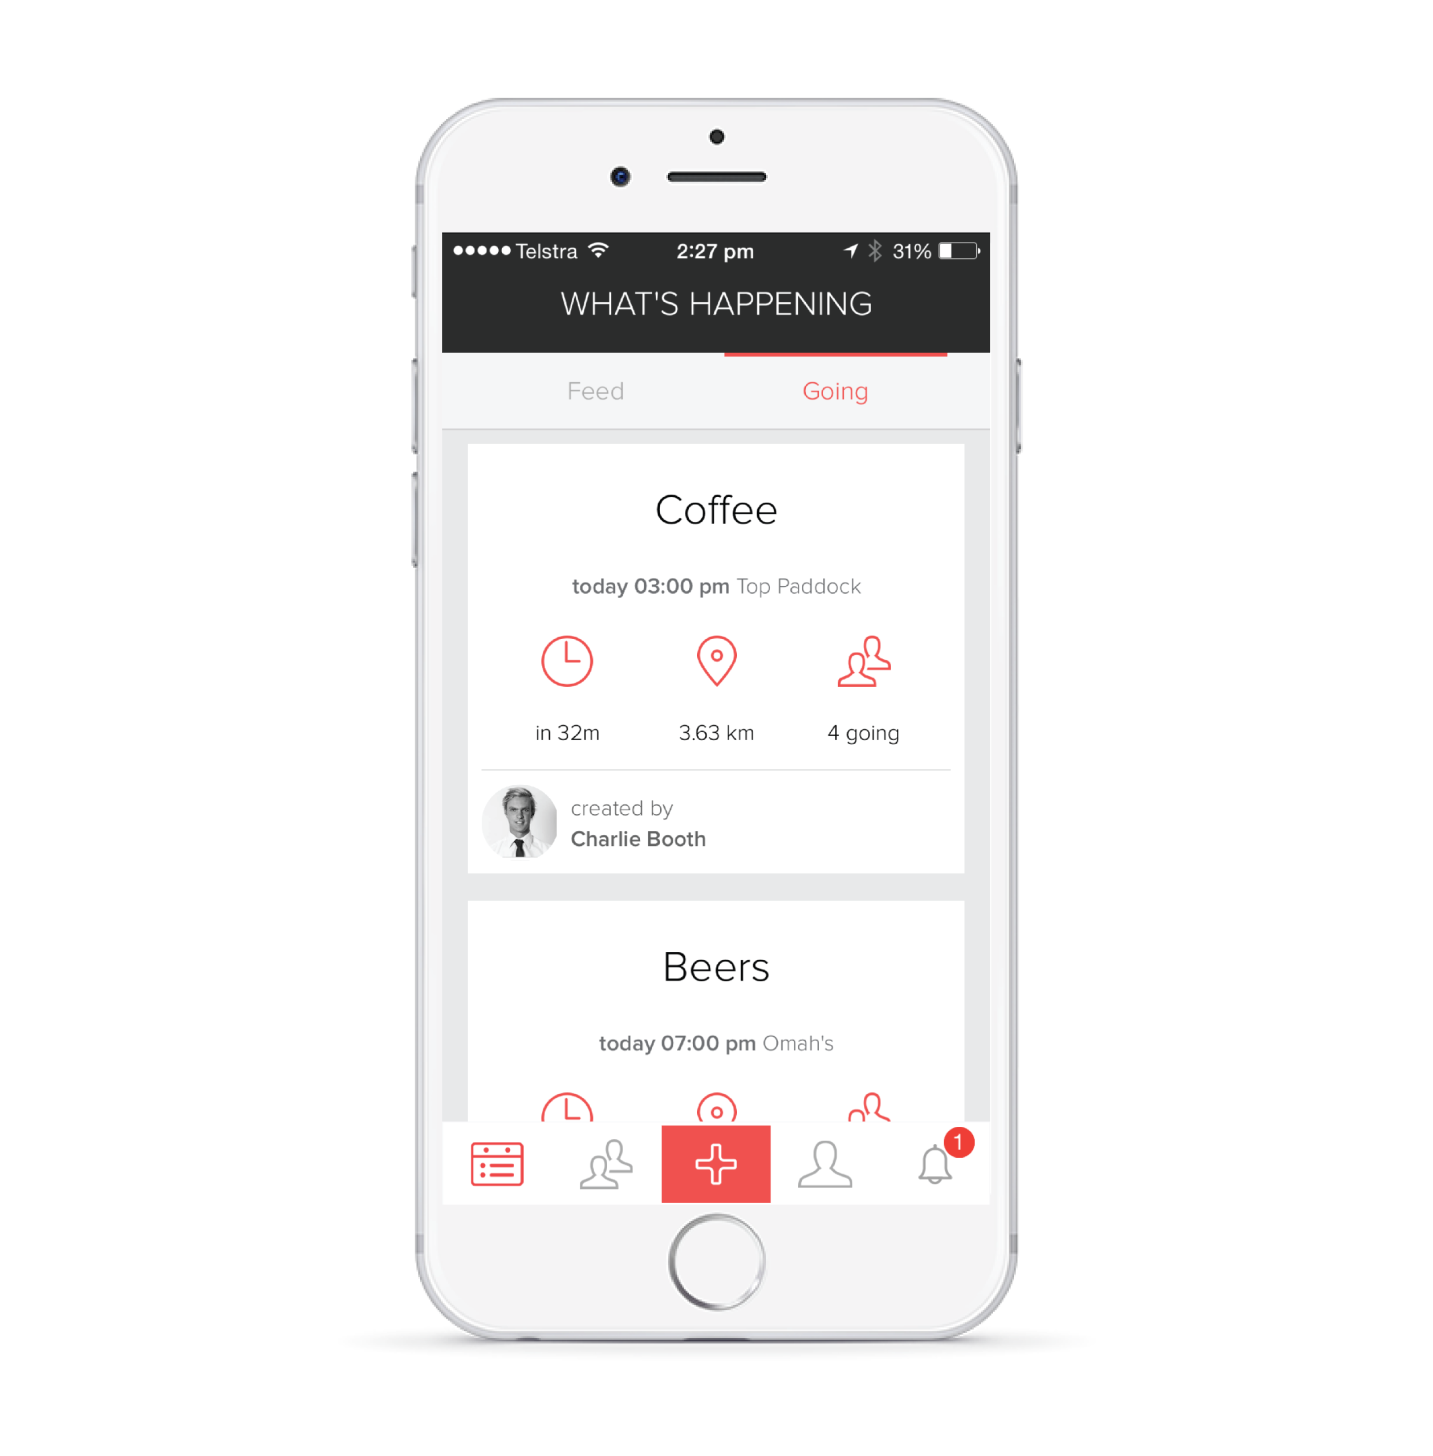 Telstra 2:27 pm 31%
WHAT'S HAPPENING
Feed Going
Coffee
today 03:00 pm Top Paddock
in 32m 3.63 km 4 going
created by
Charlie Booth
Beers
today 07:00 pm Omah's
1